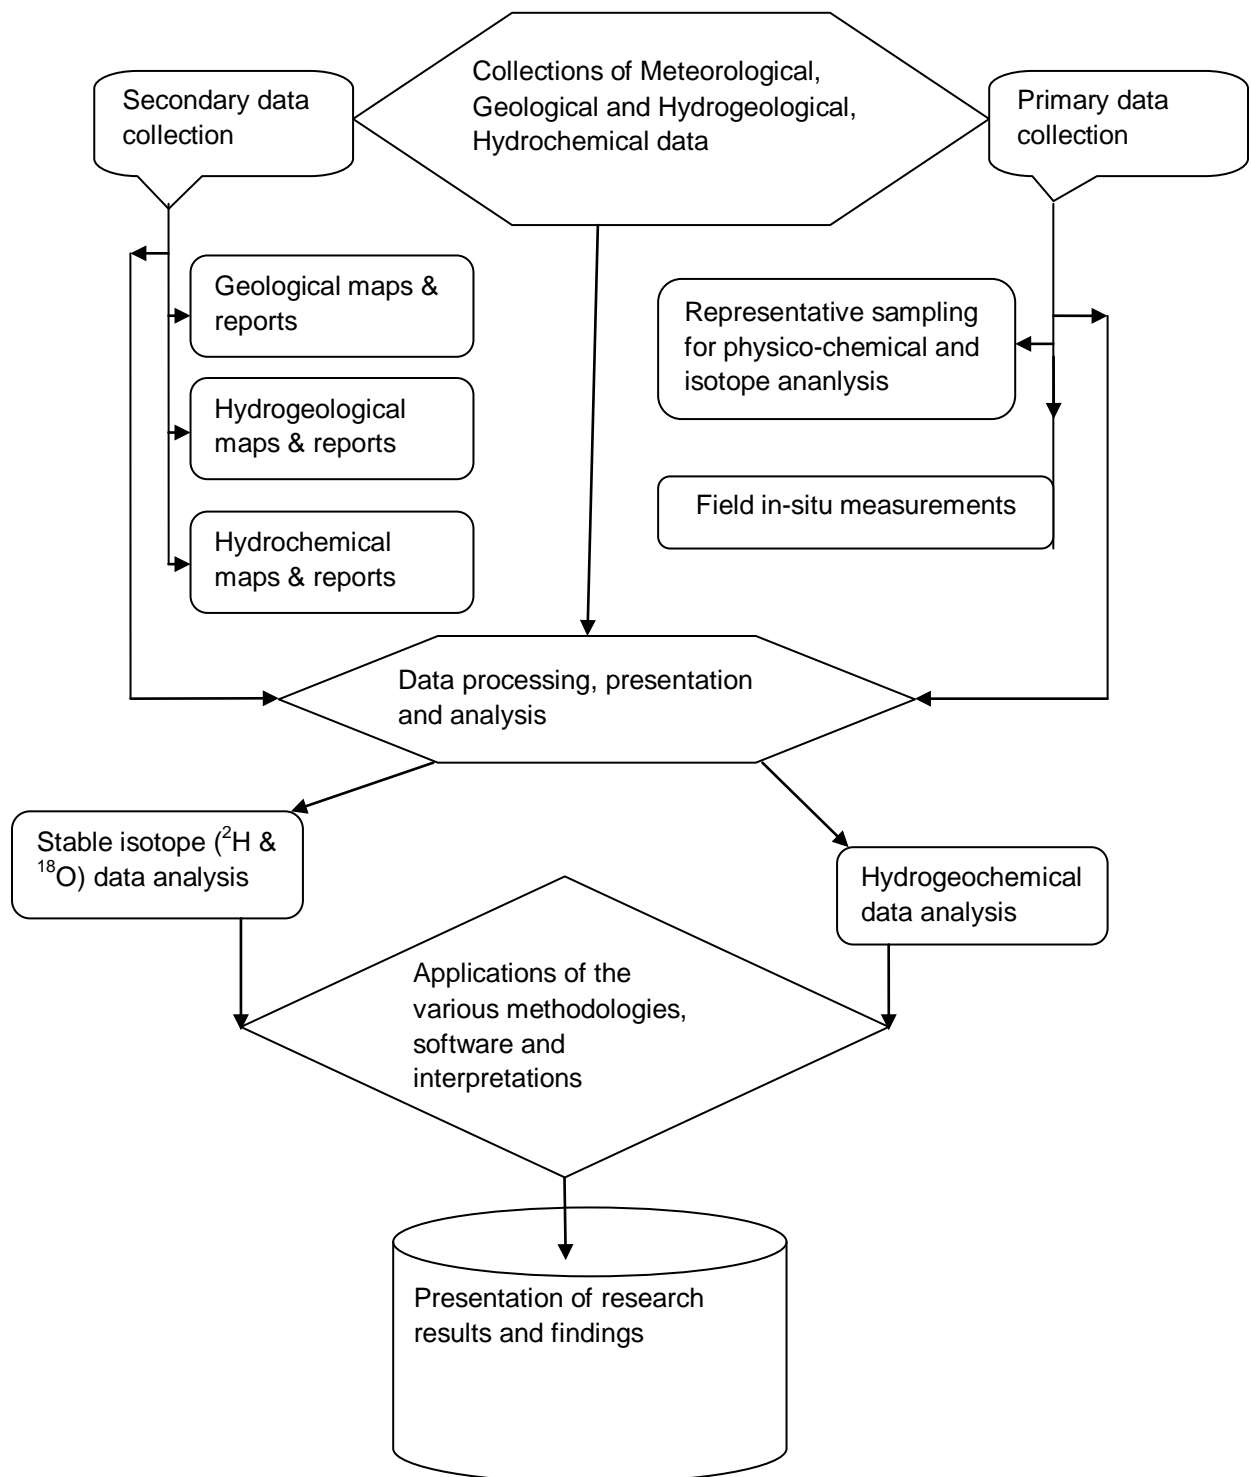 Collections of Meteorological,
Geological and Hydrogeological,
Hydrochemical data
Secondary data
collection
Primary data
collection
Geological maps &
reports
Hydrogeological
maps & reports
Hydrochemical
maps & reports
Representative sampling
for physico-chemical and
isotope ananlysis
Field in-situ measurements
Data processing, presentation
and analysis
Stable isotope (²H &
¹⁸O) data analysis
Hydrogeochemical
data analysis
Applications of the
various methodologies,
software and
interpretations
Presentation of research
results and findings